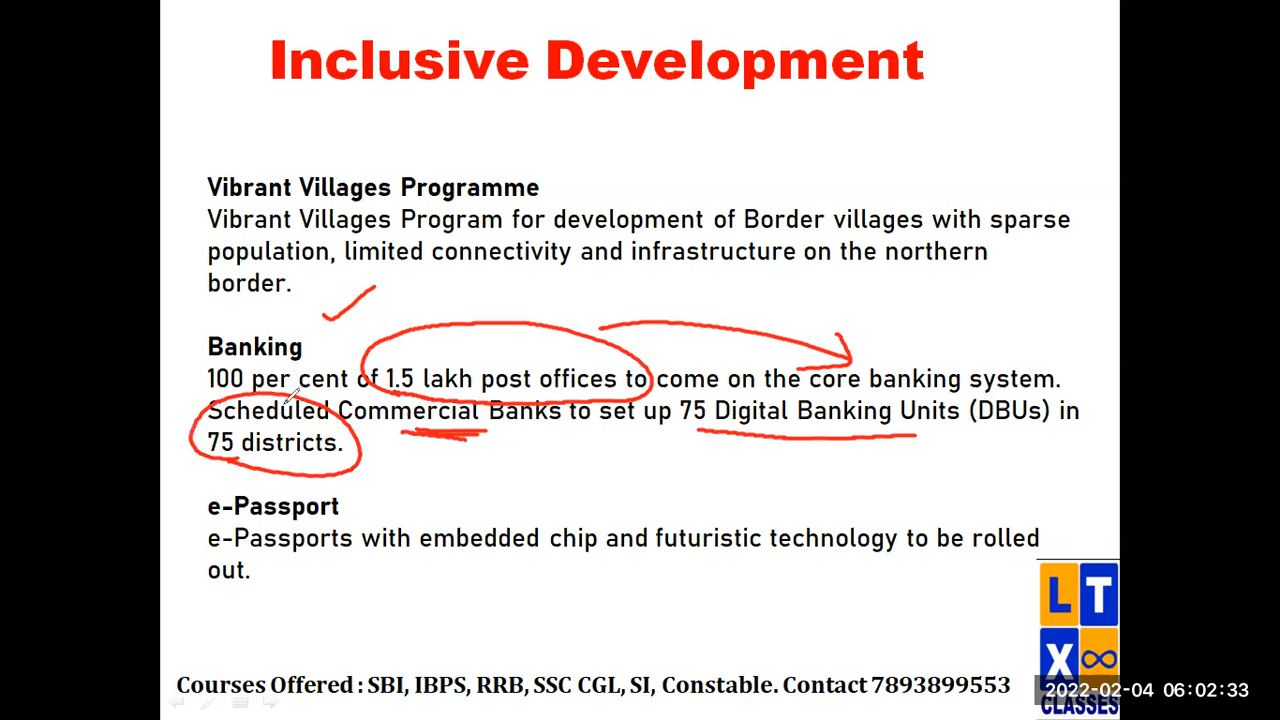 Inclusive Development
Vibrant Villages Programme
Vibrant Villages Program for development of Border villages with sparse
population, limited connectivity and infrastructure on the northern
border.
Banking
100 per cent of 1.5 lakh post offices to come on the core banking system.
Scheduled Commercial Banks to set up 75 Digital Banking Units (DBUs) in
75 districts.
e-Passport
e-Passports with embedded chip and futuristic technology to be rolled
out.
L T
X ∞
CLASSES
Courses Offered : SBI, IBPS, RRB, SSC CGL, SI, Constable. Contact 7893899553
2022-02-04 06:02:33